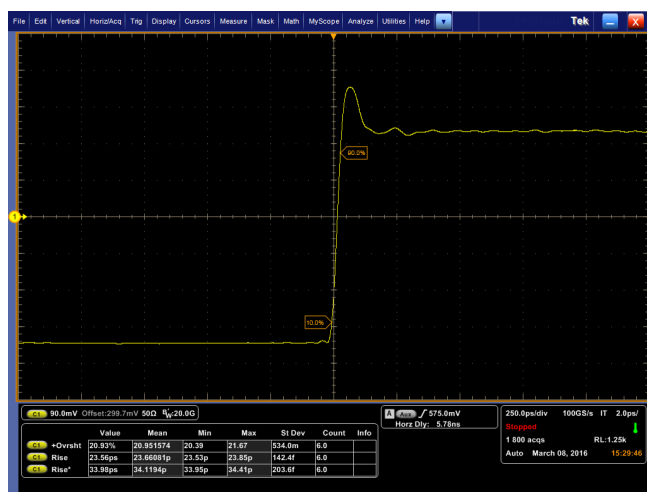 File Edit Vertical Horiz/Acq Trig Display Cursors Measure Mask Math MyScope Analyze Utilities Help Tek X
90.0%
1
10.0%
C1 90.0mV Offset:299.7mV 50Ω BW:20.0G
A Aux 575.0mV
Horz Dly: 5.78ns
250.0ps/div 100GS/s IT 2.0ps/
Stopped
1 800 acqs RL:1.25k
Auto March 08, 2016 15:29:46
Value Mean Min Max St Dev Count Info
C1 +Ovrsht 20.93% 20.951574 20.39 21.67 534.0m 6.0
C1 Rise 23.56ps 23.66081p 23.53p 23.85p 142.4f 6.0
C1 Rise* 33.98ps 34.1194p 33.95p 34.41p 203.6f 6.0